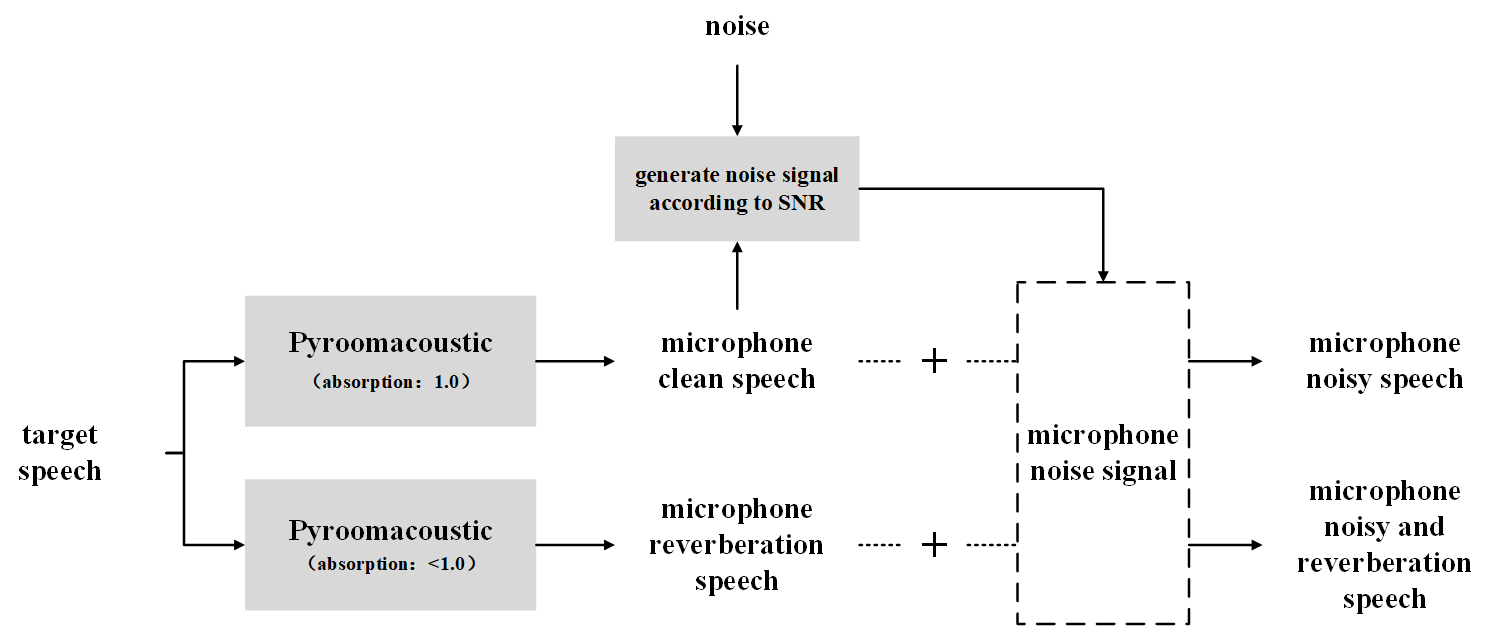 noise
generate noise signal
according to SNR
Pyroomacoustic
（absorption：1.0）
microphone
clean speech
+
microphone
noisy speech
target
speech
microphone
noise signal
Pyroomacoustic
（absorption：<1.0）
microphone
reverberation
speech
+
microphone
noisy and
reverberation
speech